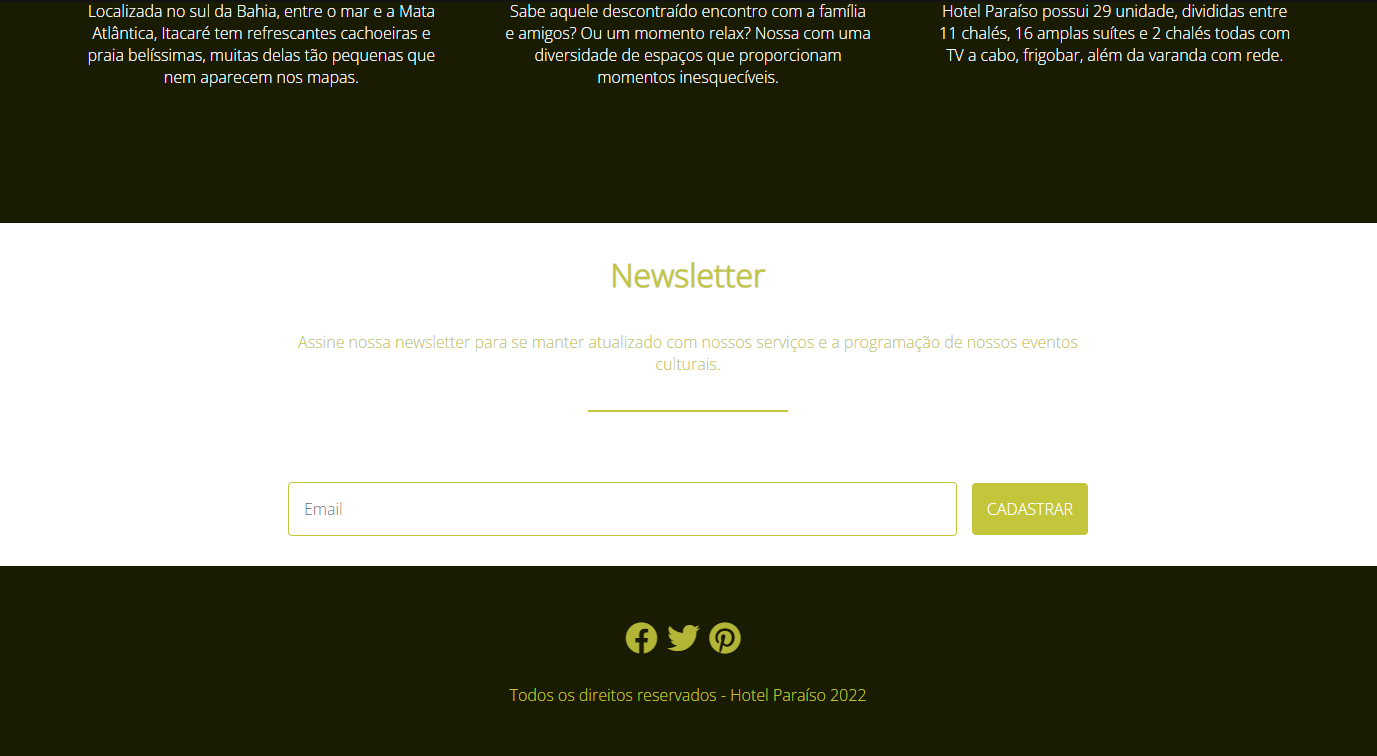 Localizada no sul da Bahia, entre o mar e a Mata
Atlântica, Itacaré tem refrescantes cachoeiras e
praia belíssimas, muitas delas tão pequenas que
nem aparecem nos mapas.
Sabe aquele descontraído encontro com a família
e amigos? Ou um momento relax? Nossa com uma
diversidade de espaços que proporcionam
momentos inesquecíveis.
Hotel Paraíso possui 29 unidade, divididas entre
11 chalés, 16 amplas suítes e 2 chalés todas com
TV a cabo, frigobar, além da varanda com rede.
Newsletter
Assine nossa newsletter para se manter atualizado com nossos serviços e a programação de nossos eventos
culturais.
Email
CADASTRAR
Todos os direitos reservados - Hotel Paraíso 2022